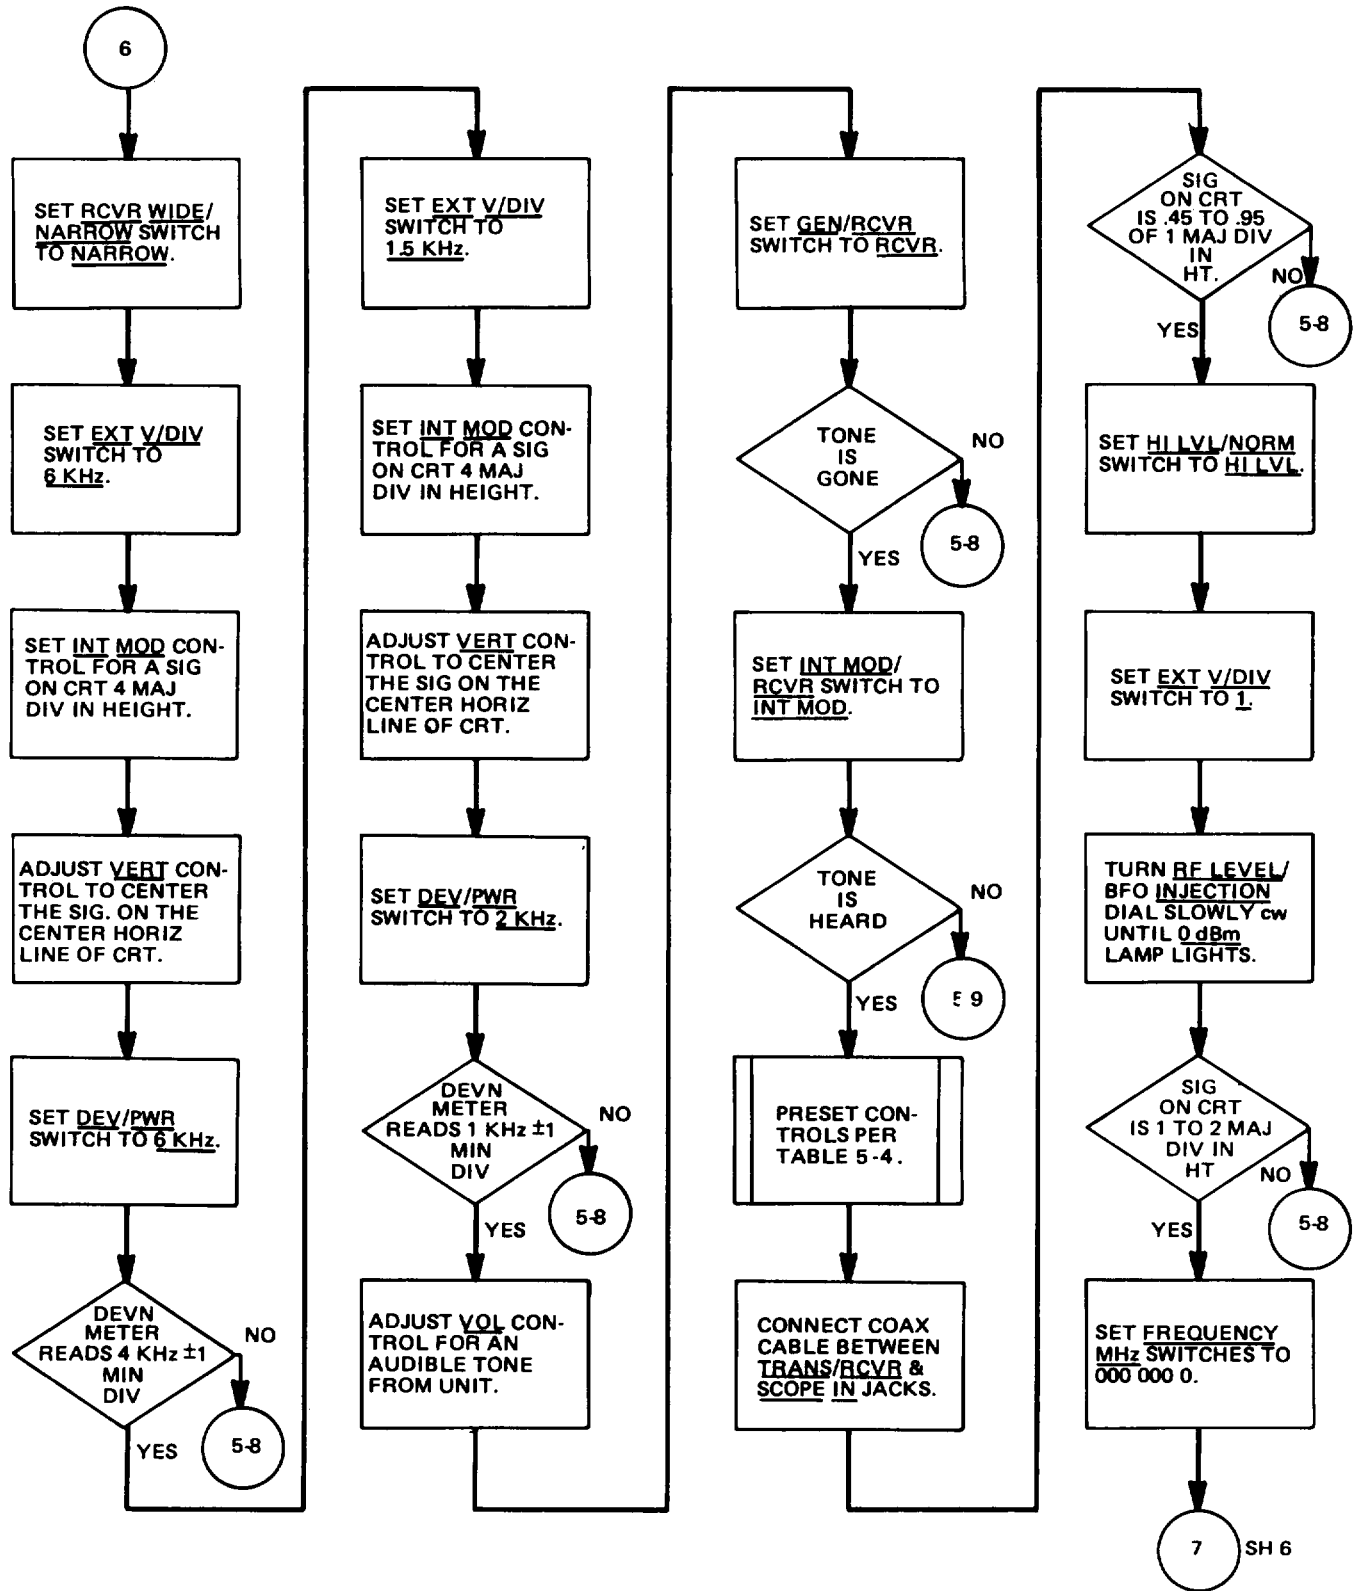 6
SET RCVR WIDE/
NARROW SWITCH
TO NARROW.
SET EXT V/DIV
SWITCH TO
6 KHz.
SET INT MOD CON-
TROL FOR A SIG
ON CRT 4 MAJ
DIV IN HEIGHT.
ADJUST VERT CON-
TROL TO CENTER
THE SIG. ON THE
CENTER HORIZ
LINE OF CRT.
SET DEV/PWR
SWITCH TO 6 KHz.
DEVN
METER
READS 4 KHz ±1
MIN
DIV
NO
5-8
YES
SET EXT V/DIV
SWITCH TO
1.5 KHz.
SET INT MOD CON-
TROL FOR A SIG
ON CRT 4 MAJ
DIV IN HEIGHT.
ADJUST VERT CON-
TROL TO CENTER
THE SIG ON THE
CENTER HORIZ
LINE OF CRT.
SET DEV/PWR
SWITCH TO 2 KHz.
DEVN
METER
READS 1 KHz ±1
MIN
DIV
NO
5-8
YES
ADJUST VOL CON-
TROL FOR AN
AUDIBLE TONE
FROM UNIT.
SET GEN/RCVR
SWITCH TO RCVR.
TONE
IS
GONE
NO
5-8
YES
SET INT MOD/
RCVR SWITCH TO
INT MOD.
TONE
IS
HEARD
NO
5 9
YES
PRESET CON-
TROLS PER
TABLE 5-4.
CONNECT COAX
CABLE BETWEEN
TRANS/RCVR &
SCOPE IN JACKS.
SIG
ON CRT
IS .45 TO .95
OF 1 MAJ DIV
IN
HT.
NO
5-8
YES
SET HI LVL/NORM
SWITCH TO HI LVL.
SET EXT V/DIV
SWITCH TO 1.
TURN RF LEVEL/
BFO INJECTION
DIAL SLOWLY cw
UNTIL 0 dBm
LAMP LIGHTS.
SIG
ON CRT
IS 1 TO 2 MAJ
DIV IN
HT
NO
5-8
YES
SET FREQUENCY
MHz SWITCHES TO
000 000 0.
7 SH 6